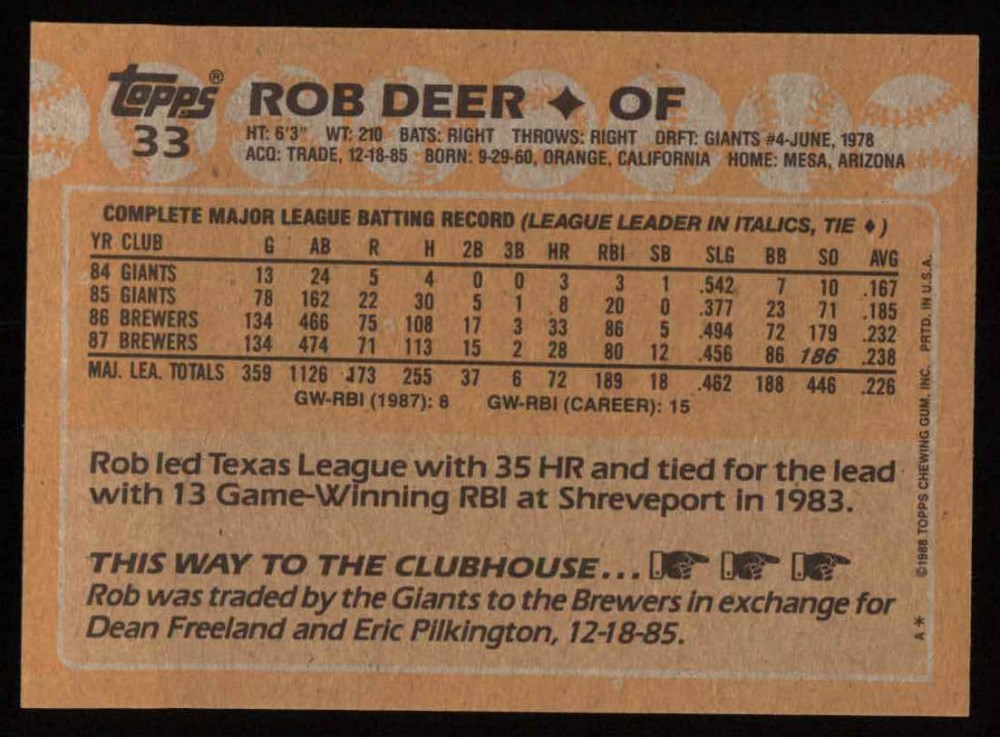 topps®
33
ROB DEER ✦ OF
HT: 6'3" WT: 210 BATS: RIGHT THROWS: RIGHT DRFT: GIANTS #4-JUNE, 1978
ACQ: TRADE, 12-18-85 BORN: 9-29-60, ORANGE, CALIFORNIA HOME: MESA, ARIZONA
COMPLETE MAJOR LEAGUE BATTING RECORD (LEAGUE LEADER IN ITALICS, TIE ♦)
YR CLUB G AB R H 2B 3B HR RBI SB SLG BB SO AVG
84 GIANTS 13 24 5 4 0 0 3 3 1 .542 7 10 .167
85 GIANTS 78 162 22 30 5 1 8 20 0 .377 23 71 .185
86 BREWERS 134 466 75 108 17 3 33 86 5 .494 72 179 .232
87 BREWERS 134 474 71 113 15 2 28 80 12 .456 86 186 .238
MAJ. LEA. TOTALS 359 1126 173 255 37 6 72 189 18 .462 188 446 .226
GW-RBI (1987): 8 GW-RBI (CAREER): 15
Rob led Texas League with 35 HR and tied for the lead
with 13 Game-Winning RBI at Shreveport in 1983.
THIS WAY TO THE CLUBHOUSE...
Rob was traded by the Giants to the Brewers in exchange for
Dean Freeland and Eric Pilkington, 12-18-85.
©1988 TOPPS CHEWING GUM, INC. PRTD. IN U.S.A.
A*